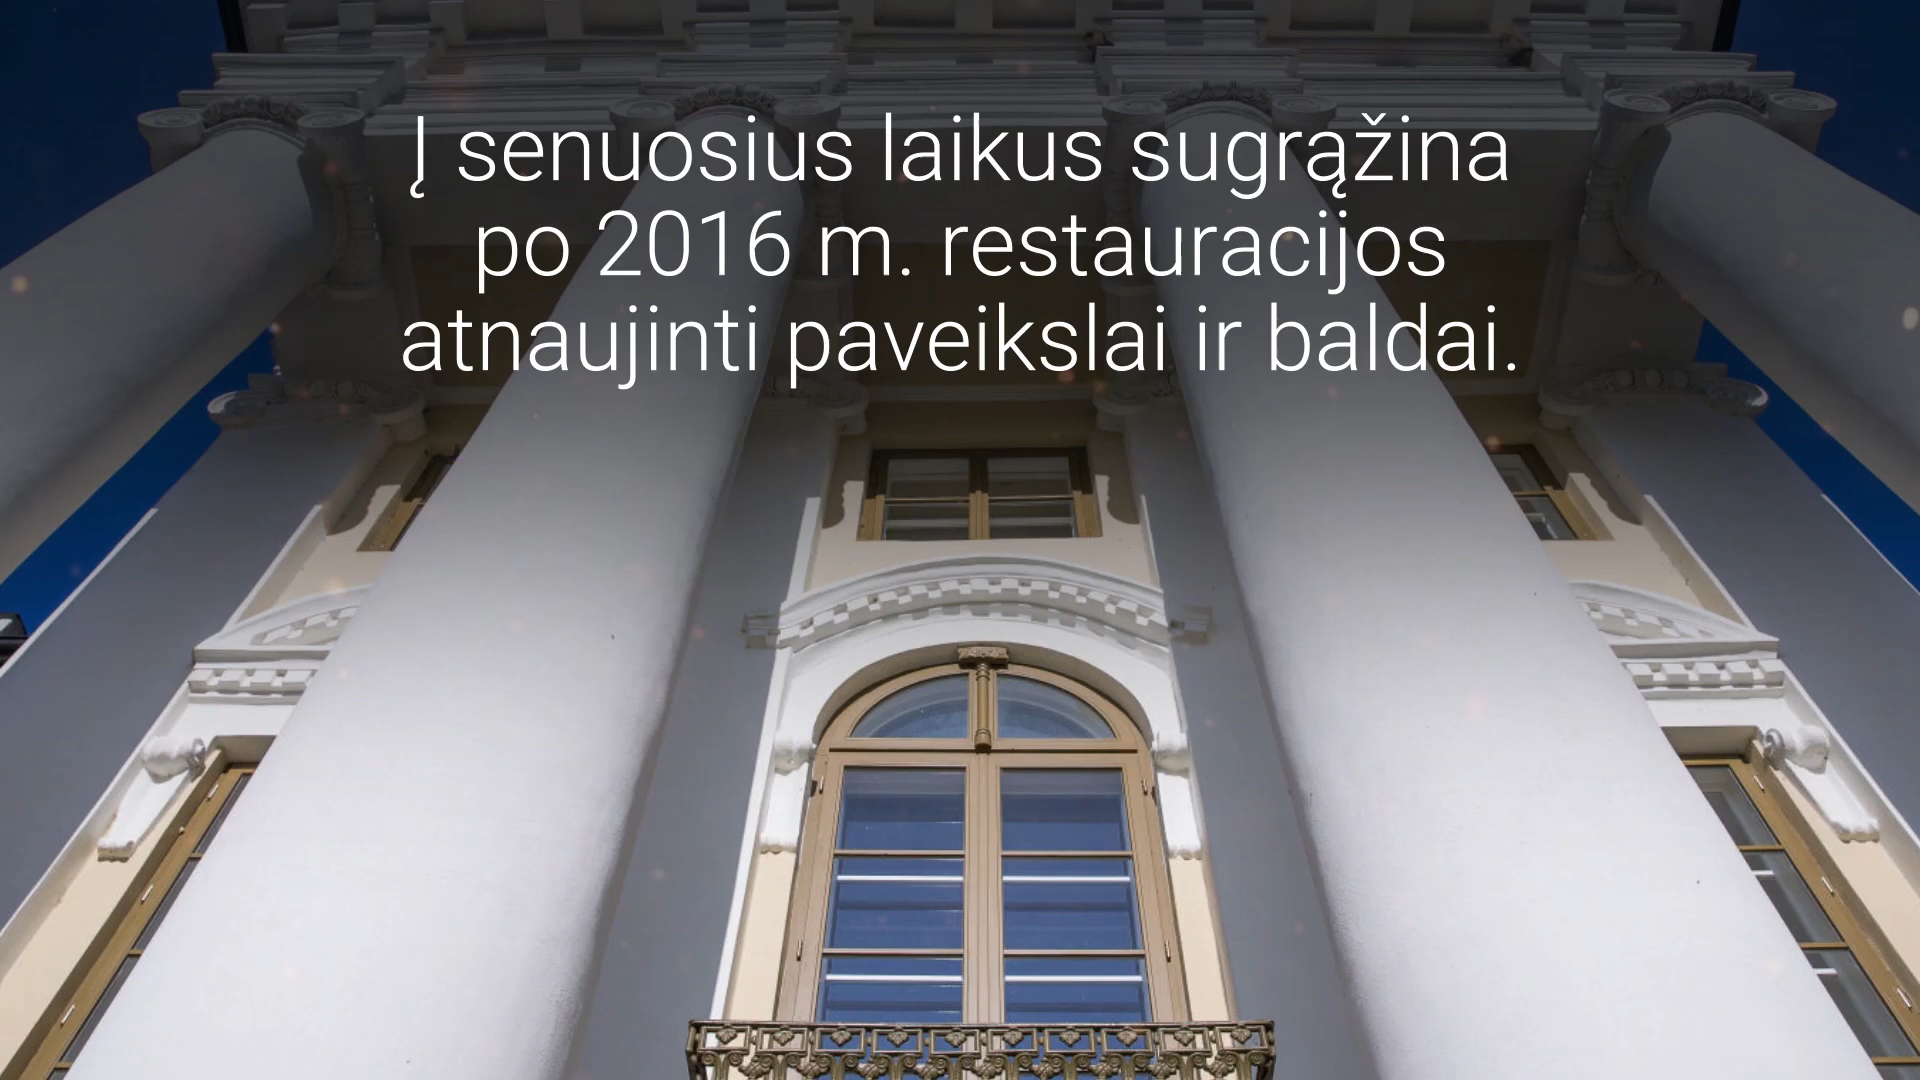 Į senuosius laikus sugrąžina
po 2016 m. restauracijos
atnaujinti paveikslai ir baldai.